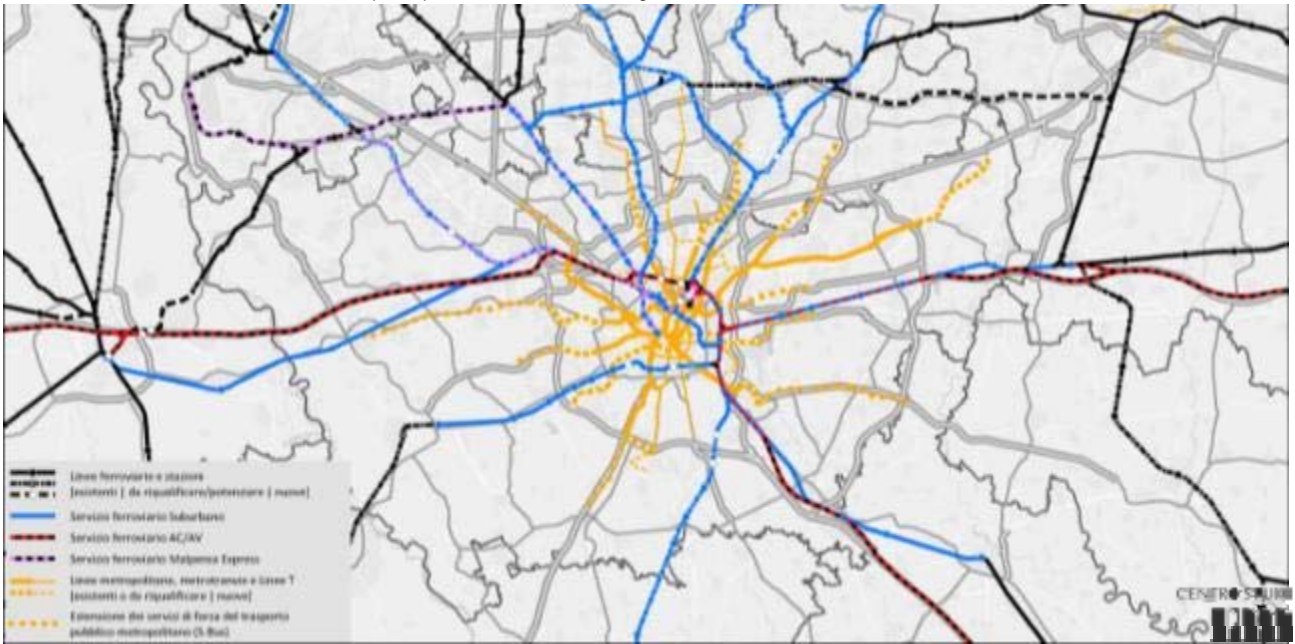 Linee ferroviarie e stazioni
[esistenti | da riqualificare/potenziare | nuove]
Servizio ferroviario Suburbano
Servizio ferroviario AC/AV
Servizio ferroviario Malpensa Express
Linee metropolitane, metrotranvie e Linee T
[esistenti o da riqualificare | nuove]
Estensione dei servizi di forza del trasporto
pubblico metropolitano (S-Bus)
CENTRO STUDI